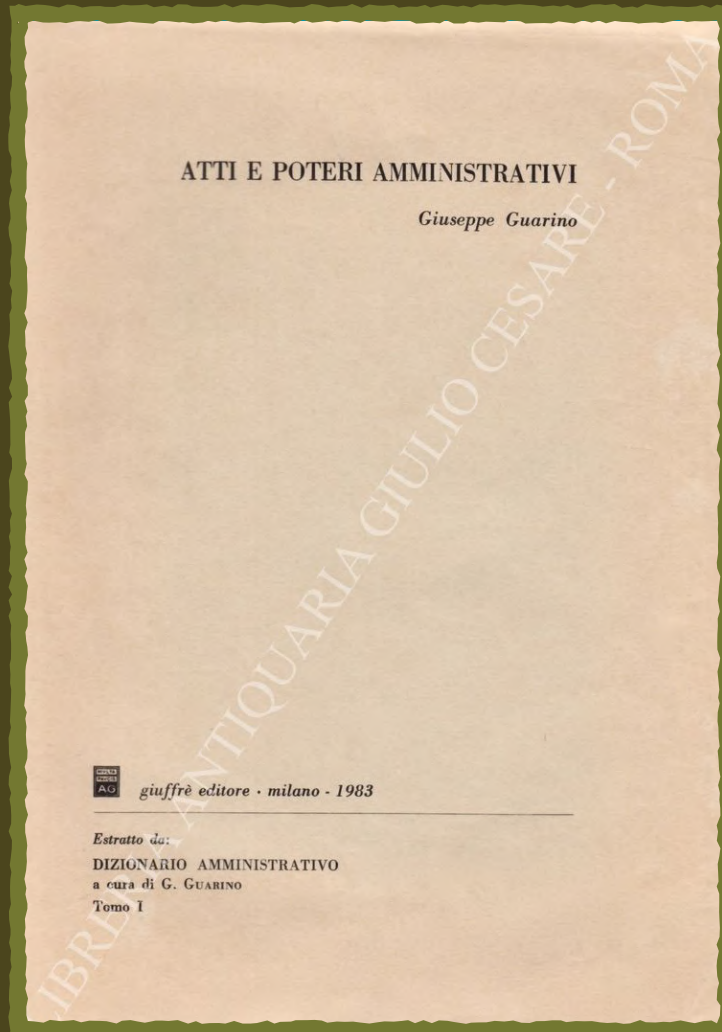 ATTI E POTERI AMMINISTRATIVI
Giuseppe Guarino
AG
giuffrè editore · milano - 1983
Estratto da:
DIZIONARIO AMMINISTRATIVO
a cura di G. GUARINO
Tomo I
LIBRERIA ANTIQUARIA GIULIO CESARE - ROMA